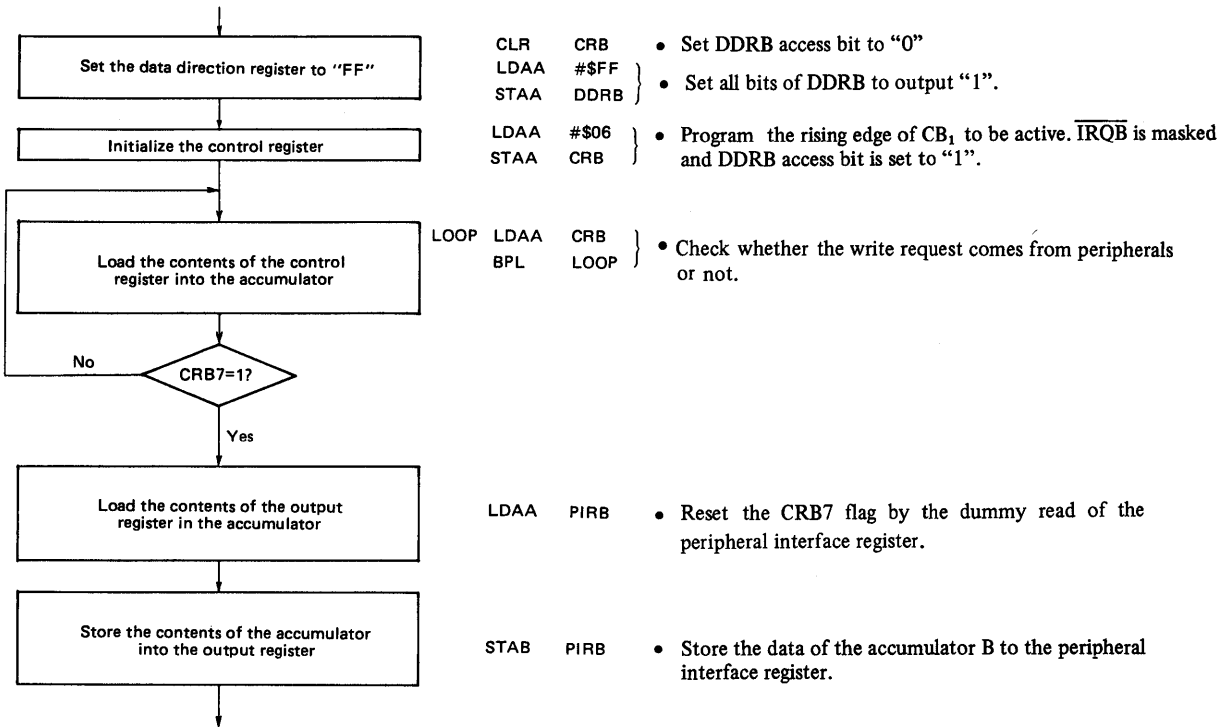 Set the data direction register to "FF"
CLR CRB • Set DDRB access bit to “0”
LDAA #$FF
STAA DDRB } • Set all bits of DDRB to output “1”.
Initialize the control register
LDAA #$06
STAA CRB } • Program the rising edge of CB₁ to be active. I̅R̅Q̅B̅ is masked
and DDRB access bit is set to “1”.
Load the contents of the control
register into the accumulator
LOOP LDAA CRB
BPL LOOP } • Check whether the write request comes from peripherals
or not.
No
CRB7=1?
Yes
Load the contents of the output
register in the accumulator
LDAA PIRB • Reset the CRB7 flag by the dummy read of the
peripheral interface register.
Store the contents of the accumulator
into the output register
STAB PIRB • Store the data of the accumulator B to the peripheral
interface register.